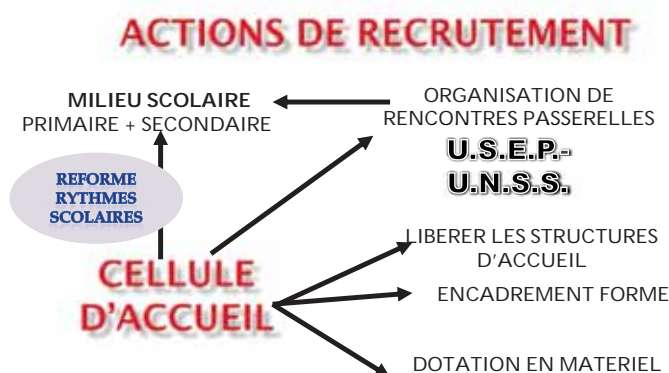 ACTIONS DE RECRUTEMENT
MILIEU SCOLAIRE
PRIMAIRE + SECONDAIRE
ORGANISATION DE
RENCONTRES PASSERELLES
U.S.E.P.-
U.N.S.S.
REFORME
RYTHMES
SCOLAIRES
CELLULE
D'ACCUEIL
LIBERER LES STRUCTURES
D'ACCUEIL
ENCADREMENT FORME
DOTATION EN MATERIEL